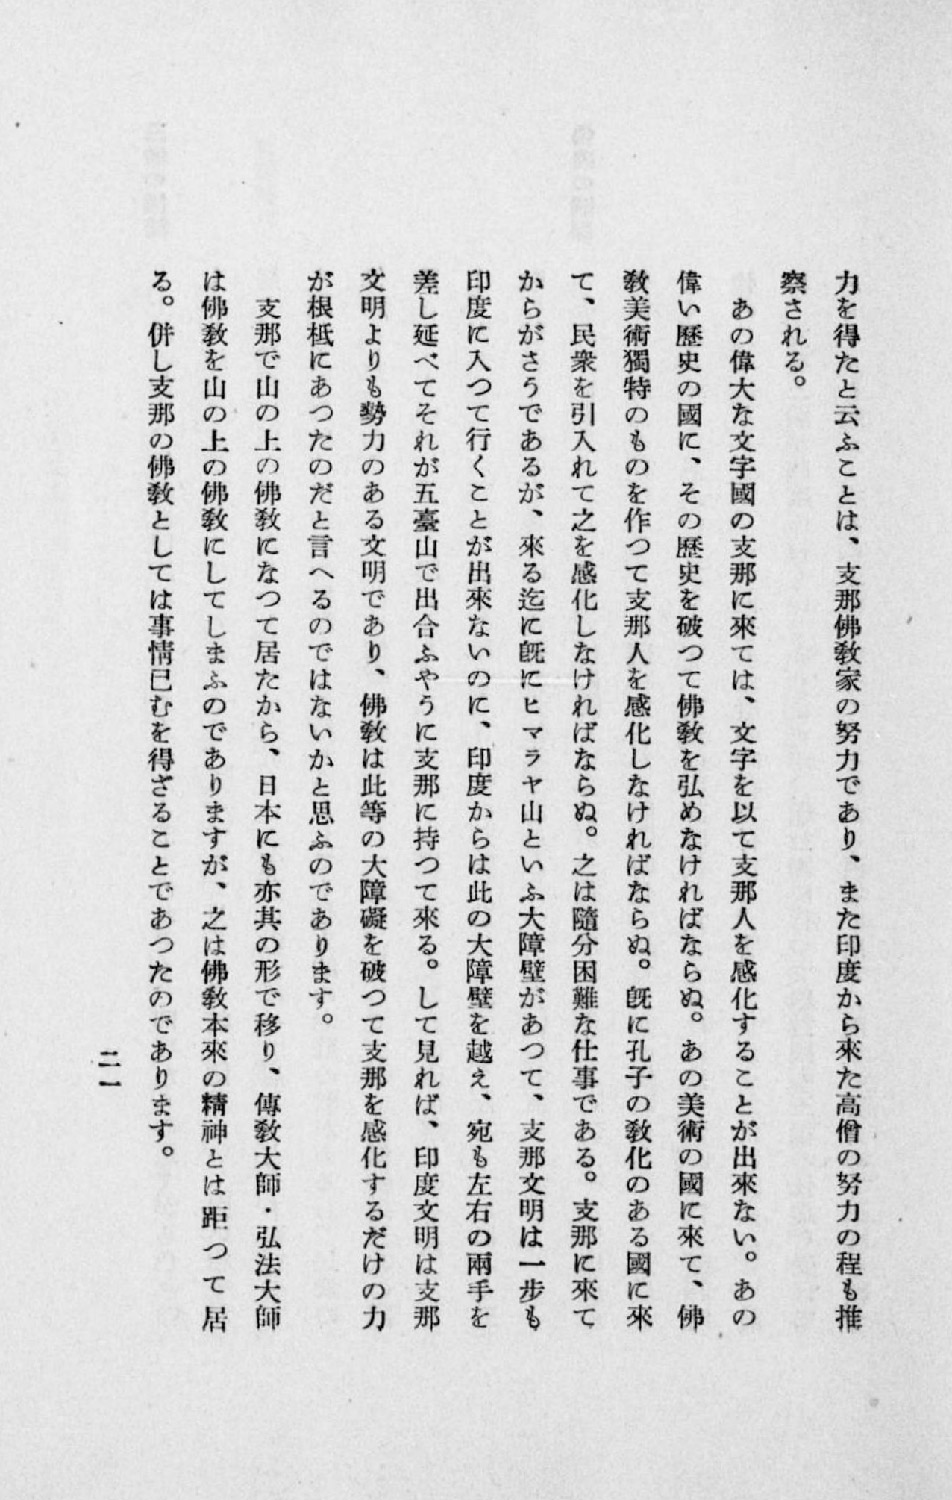 力を得たと云ふことは、支那佛敎家の努力であり、また印度から來た高僧の努力の程も推
察される。
あの偉大な文字國の支那に來ては、文字を以て支那人を感化することが出來ない。あの
偉い歷史の國に、その歷史を破つて佛敎を弘めなければならぬ。あの美術の國に來て、佛
敎美術獨特のものを作つて支那人を感化しなければならぬ。旣に孔子の敎化のある國に來
て、民衆を引入れて之を感化しなければならぬ。之は隨分困難な仕事である。支那に來て
からがさうであるが、來る迄に旣にヒマラヤ山といふ大障壁があつて、支那文明は一步も
印度に入つて行くことが出來ないのに、印度からは此の大障壁を越え、宛も左右の兩手を
差し延べてそれが五臺山で出合ふやうに支那に持つて來る。して見れば、印度文明は支那
文明よりも勢力のある文明であり、佛敎は此等の大障礙を破つて支那を感化するだけの力
が根柢にあつたのだと言へるのではないかと思ふのであります。
支那で山の上の佛敎になつて居たから、日本にも亦其の形で移り、傳敎大師・弘法大師
は佛敎を山の上の佛敎にしてしまふのでありますが、之は佛敎本來の精神とは距つて居
る。併し支那の佛敎としては事情已むを得ざることであつたのであります。
二一